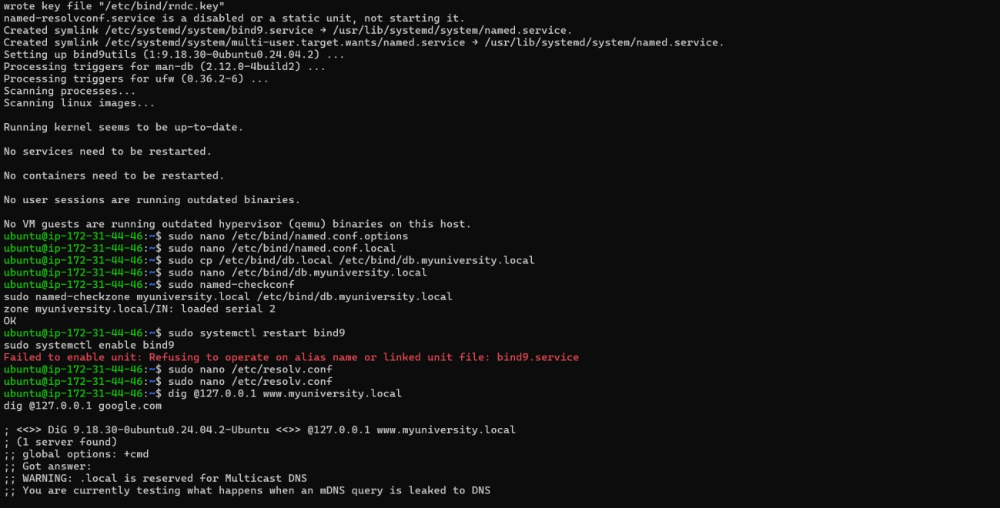 wrote key file "/etc/bind/rndc.key"
named-resolvconf.service is a disabled or a static unit, not starting it.
Created symlink /etc/systemd/system/bind9.service → /usr/lib/systemd/system/named.service.
Created symlink /etc/systemd/system/multi-user.target.wants/named.service → /usr/lib/systemd/system/named.service.
Setting up bind9utils (1:9.18.30-0ubuntu0.24.04.2) ...
Processing triggers for man-db (2.12.0-4build2) ...
Processing triggers for ufw (0.36.2-6) ...
Scanning processes...
Scanning linux images...
Running kernel seems to be up-to-date.
No services need to be restarted.
No containers need to be restarted.
No user sessions are running outdated binaries.
No VM guests are running outdated hypervisor (qemu) binaries on this host.
ubuntu@ip-172-31-44-46:~$ sudo nano /etc/bind/named.conf.options
ubuntu@ip-172-31-44-46:~$ sudo nano /etc/bind/named.conf.local
ubuntu@ip-172-31-44-46:~$ sudo cp /etc/bind/db.local /etc/bind/db.myuniversity.local
ubuntu@ip-172-31-44-46:~$ sudo nano /etc/bind/db.myuniversity.local
ubuntu@ip-172-31-44-46:~$ sudo named-checkconf
sudo named-checkzone myuniversity.local /etc/bind/db.myuniversity.local
zone myuniversity.local/IN: loaded serial 2
OK
ubuntu@ip-172-31-44-46:~$ sudo systemctl restart bind9
sudo systemctl enable bind9
Failed to enable unit: Refusing to operate on alias name or linked unit file: bind9.service
ubuntu@ip-172-31-44-46:~$ sudo nano /etc/resolv.conf
ubuntu@ip-172-31-44-46:~$ sudo nano /etc/resolv.conf
ubuntu@ip-172-31-44-46:~$ dig @127.0.0.1 www.myuniversity.local
dig @127.0.0.1 google.com
; <<>> DiG 9.18.30-0ubuntu0.24.04.2-Ubuntu <<>> @127.0.0.1 www.myuniversity.local
; (1 server found)
;; global options: +cmd
;; Got answer:
;; WARNING: .local is reserved for Multicast DNS
;; You are currently testing what happens when an mDNS query is leaked to DNS